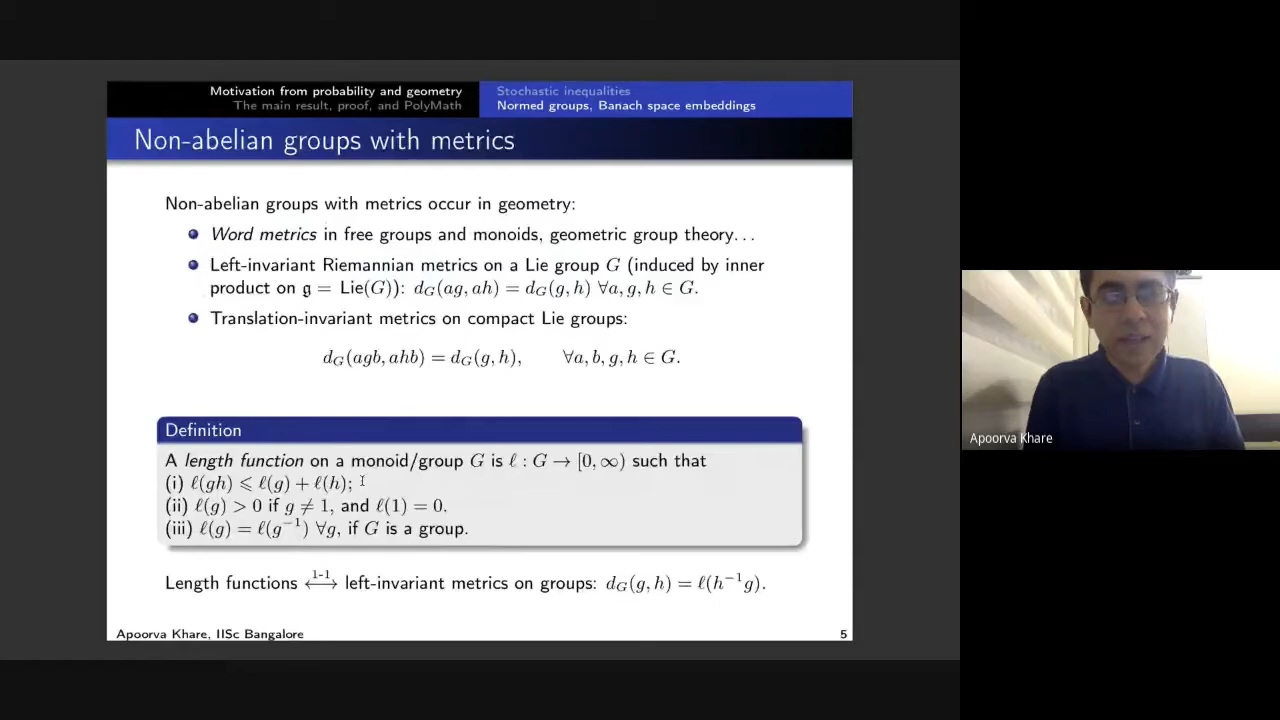 Motivation from probability and geometry
The main result, proof, and PolyMath
Stochastic inequalities
Normed groups, Banach space embeddings
Non-abelian groups with metrics
Non-abelian groups with metrics occur in geometry:
Word metrics in free groups and monoids, geometric group theory...
Left-invariant Riemannian metrics on a Lie group G (induced by inner
product on 𝔤 = Lie(G)): d_G(ag, ah) = d_G(g, h) ∀a, g, h ∈ G.
Translation-invariant metrics on compact Lie groups:
d_G(agb, ahb) = d_G(g, h), ∀a, b, g, h ∈ G.
Definition
A length function on a monoid/group G is ℓ : G → [0, ∞) such that
(i) ℓ(gh) ⩽ ℓ(g) + ℓ(h);
(ii) ℓ(g) > 0 if g ≠ 1, and ℓ(1) = 0.
(iii) ℓ(g) = ℓ(g⁻¹) ∀g, if G is a group.
Length functions ⟷¹⁻¹ left-invariant metrics on groups: d_G(g, h) = ℓ(h⁻¹g).
Apoorva Khare, IISc Bangalore
5
Apoorva Khare